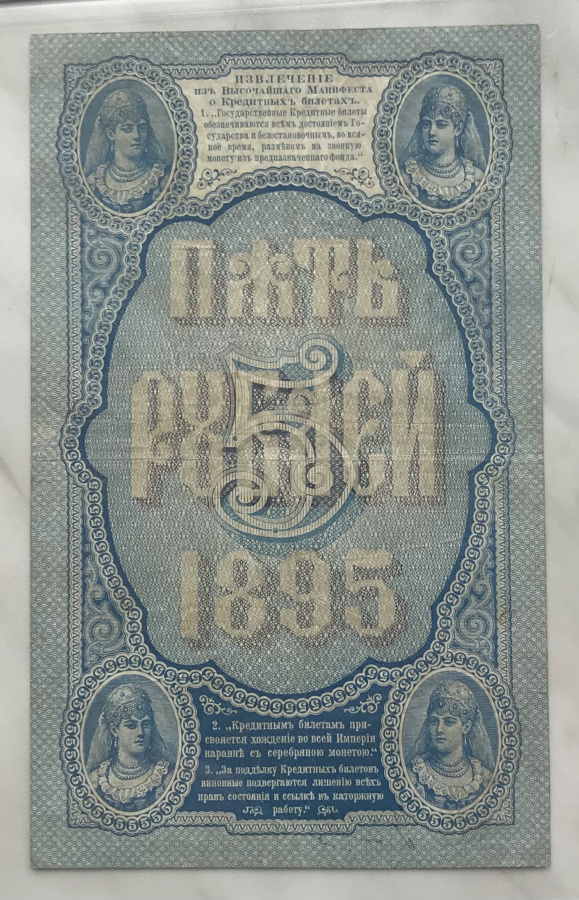 ИЗВЛЕЧЕНІЕ
ИЗЪ ВЫСОЧАЙШАГО МАНИФЕСТА
О КРЕДИТНЫХЪ БИЛЕТАХЪ.
1. „Государственные Кредитные билеты
обезпечиваются всѣмъ достояніемъ Го-
сударства и безостановочнымъ, во вся-
кое время, размѣномъ на звонкую
монету изъ предназначеннаго фонда.“
ПѦТЬ
РУБЛЕЙ
5
1895
2. „Кредитнымъ билетамъ при-
свояется хожденіе во всей Имперіи
наравнѣ съ серебряною монетою.“
3. „За поддѣлку Кредитныхъ билетовъ
виновные подвергаются лишенію всѣхъ
правъ состоянія и ссылкѣ въ каторжную
работу.“